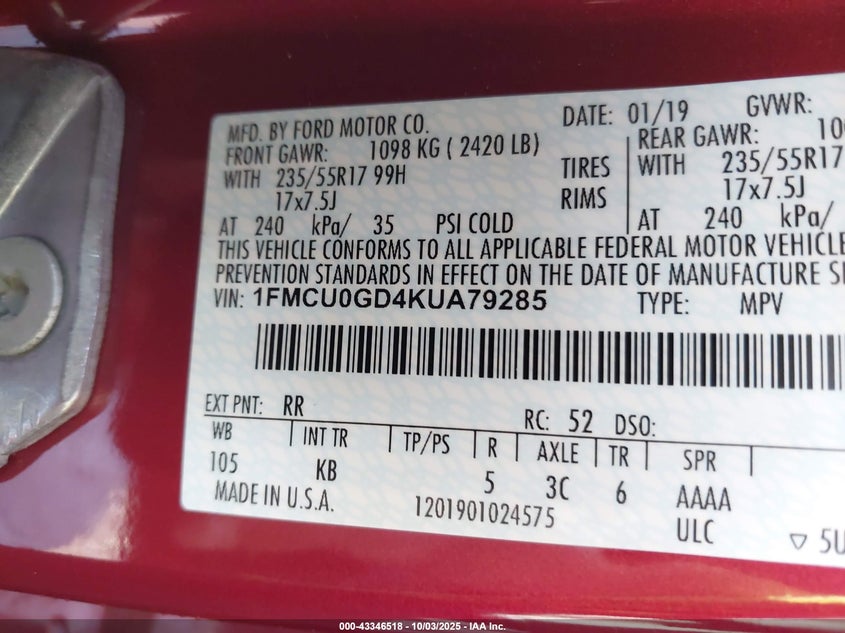 MFD. BY FORD MOTOR CO. DATE: 01/19 GVWR:
FRONT GAWR: 1098 KG ( 2420 LB) REAR GAWR:
WITH 235/55R17 99H TIRES WITH 235/55R17
17x7.5J RIMS 17x7.5J
AT 240 kPa/ 35 PSI COLD AT 240 kPa/
THIS VEHICLE CONFORMS TO ALL APPLICABLE FEDERAL MOTOR VEHICLE
PREVENTION STANDARDS IN EFFECT ON THE DATE OF MANUFACTURE
VIN: 1FMCU0GD4KUA79285 TYPE: MPV
EXT PNT: RR RC: 52 DSO:
WB INT TR TP/PS R AXLE TR SPR
105 KB 5 3C 6 AAAA
MADE IN U.S.A. 1201901024575 ULC ▽ 5U
000-43346518 - 10/03/2025 - IAA Inc.